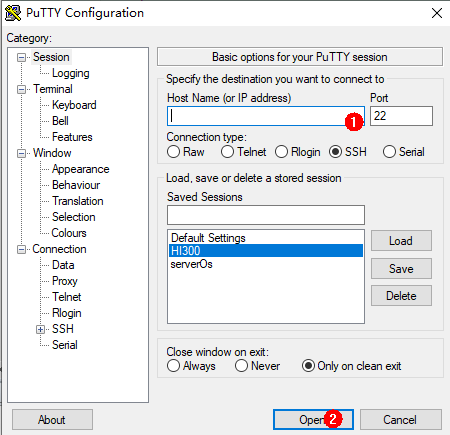 PuTTY Configuration
Category:
Session
Logging
Terminal
Keyboard
Bell
Features
Window
Appearance
Behaviour
Translation
Selection
Colours
Connection
Data
Proxy
Telnet
Rlogin
SSH
Serial
Basic options for your PuTTY session
Specify the destination you want to connect to
Host Name (or IP address) Port
1 22
Connection type:
Raw Telnet Rlogin SSH Serial
Load, save or delete a stored session
Saved Sessions
Default Settings
HI300
serverOs
Load
Save
Delete
Close window on exit:
Always Never Only on clean exit
About Open 2 Cancel